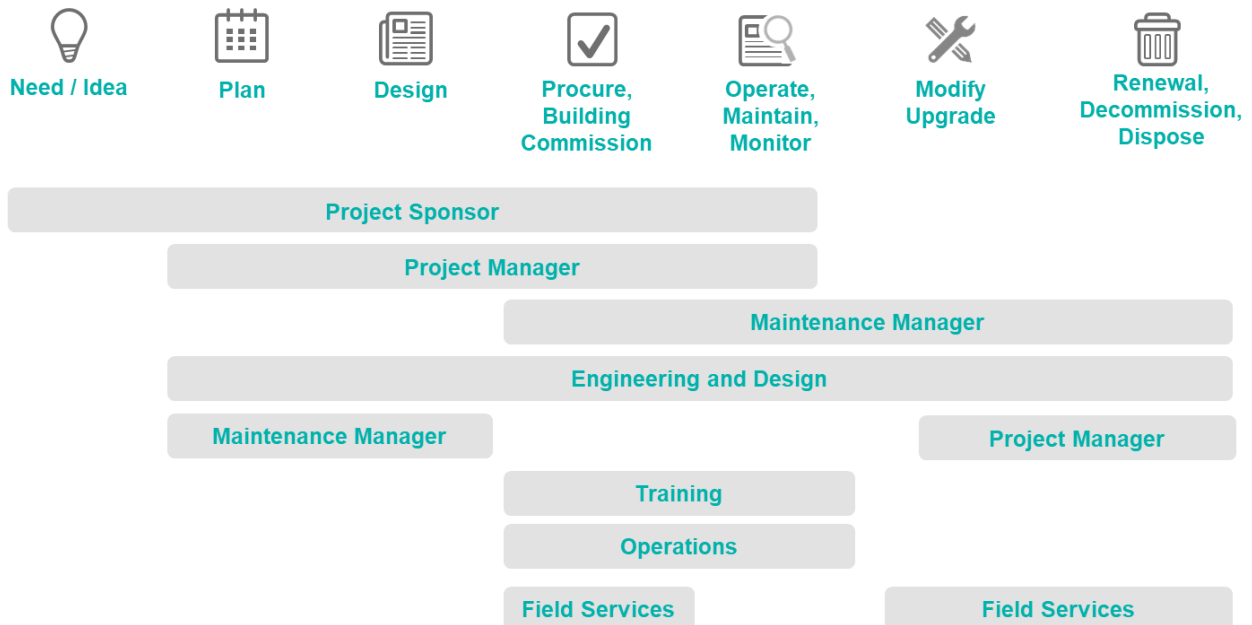 Need / Idea
Plan
Design
Procure,
Building
Commission
Operate,
Maintain,
Monitor
Modify
Upgrade
Renewal,
Decommission,
Dispose
Project Sponsor
Project Manager
Maintenance Manager
Engineering and Design
Maintenance Manager
Project Manager
Training
Operations
Field Services
Field Services